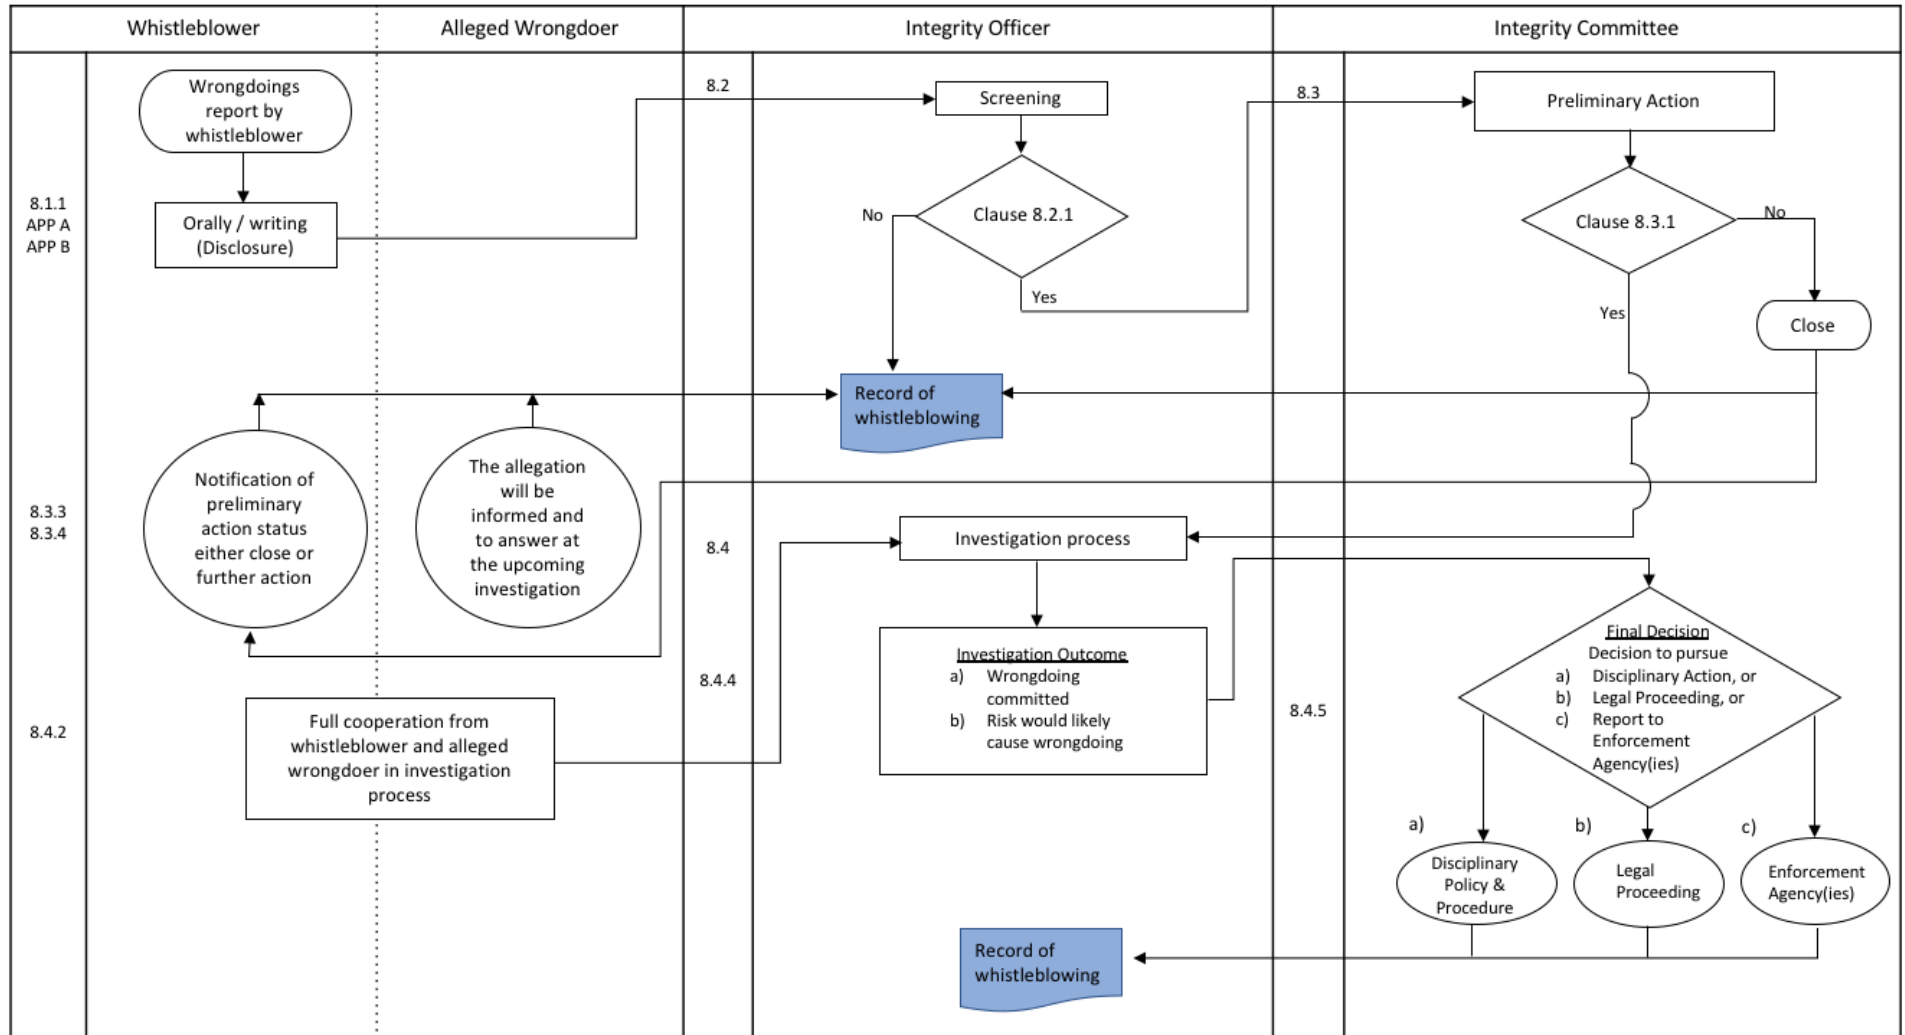 Whistleblower
Alleged Wrongdoer
Integrity Officer
Integrity Committee
8.1.1
APP A
APP B
Wrongdoings
report by
whistleblower
Orally / writing
(Disclosure)
8.2
Screening
Clause 8.2.1
No
Yes
8.3
Preliminary Action
Clause 8.3.1
No
Yes
Close
Record of
whistleblowing
8.3.3
8.3.4
Notification of
preliminary
action status
either close or
further action
The allegation
will be
informed and
to answer at
the upcoming
investigation
8.4
Investigation process
8.4.4
Investigation Outcome
a) Wrongdoing
committed
b) Risk would likely
cause wrongdoing
8.4.2
Full cooperation from
whistleblower and alleged
wrongdoer in investigation
process
8.4.5
Final Decision
Decision to pursue
a) Disciplinary Action, or
b) Legal Proceeding, or
c) Report to
Enforcement
Agency(ies)
a)
b)
c)
Disciplinary
Policy &
Procedure
Legal
Proceeding
Enforcement
Agency(ies)
Record of
whistleblowing